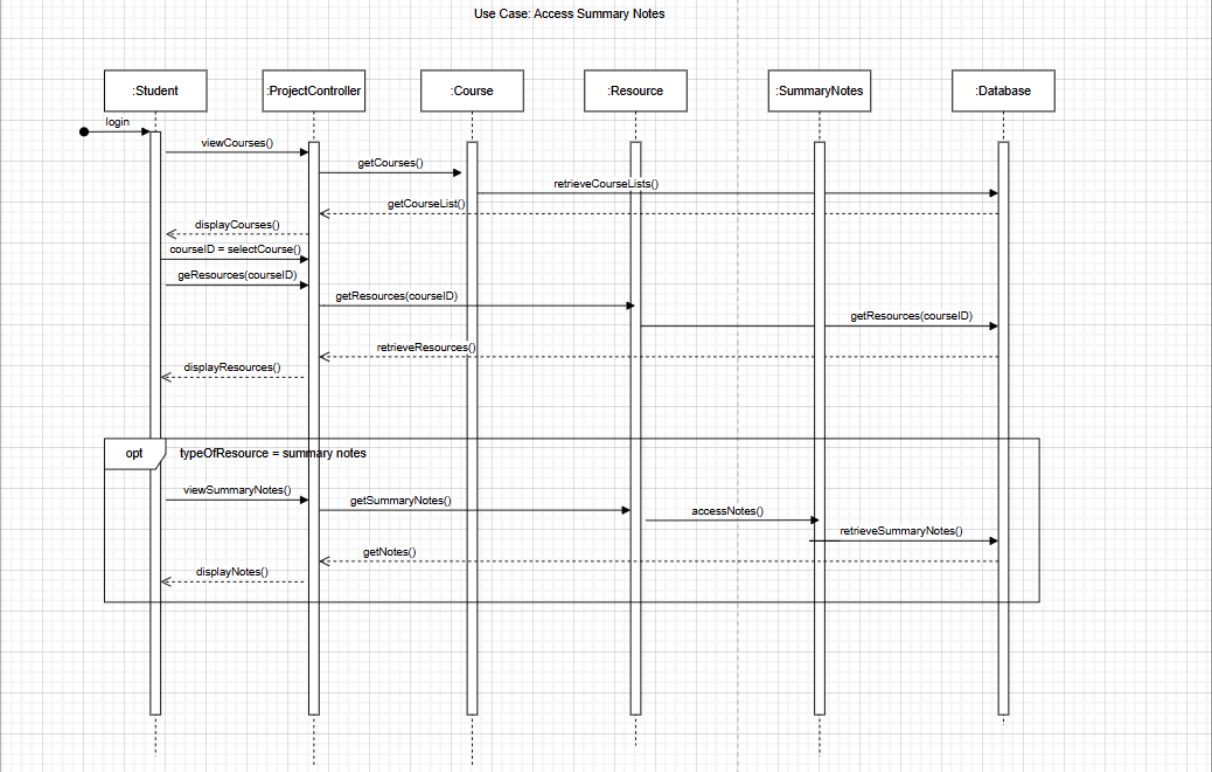 Use Case: Access Summary Notes
:Student
:ProjectController
:Course
:Resource
:SummaryNotes
:Database
login
viewCourses()
getCourses()
retrieveCourseLists()
getCourseList()
displayCourses()
courseID = selectCourse()
geResources(courseID)
getResources(courseID)
getResources(courseID)
retrieveResources()
displayResources()
opt
typeOfResource = summary notes
viewSummaryNotes()
getSummaryNotes()
accessNotes()
retrieveSummaryNotes()
getNotes()
displayNotes()